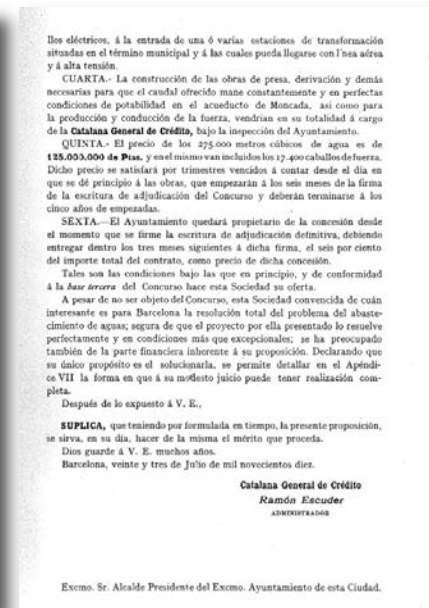 llos eléctricos, á la entrada de una ó varias estaciones de transformación
situadas en el término municipal y á las cuales pueda llegarse con l'nea aérea
y á alta tensión.
CUARTA.- La construcción de las obras de presa, derivación y demás
necesarias para que el caudal ofrecido mane constantemente y en perfectas
condiciones de potabilidad en el acueducto de Moncada, así como para
la producción y conducción de la fuerza, vendrían en su totalidad á cargo
de la Catalana General de Crédito, bajo la inspección del Ayuntamiento.
QUINTA.- El precio de los 275.000 metros cúbicos de agua es de
125.000.000 de Ptas. y en el mismo van incluidos los 17.400 caballos de fuerza.
Dicho precio se satisfará por trimestres vencidos á contar desde el día en
que se dé principio á las obras, que empezarán á los seis meses de la firma
de la escritura de adjudicación del Concurso y deberán terminarse á los
cinco años de empezadas.
SEXTA.—El Ayuntamiento quedará propietario de la concesión desde
el momento que se firme la escritura de adjudicación definitiva, debiendo
entregar dentro los tres meses siguientes á dicha firma, el seis por ciento
del importe total del contrato, como precio de dicha concesión.
Tales son las condiciones bajo las que en principio, y de conformidad
á la base tercera del Concurso hace esta Sociedad su oferta.
A pesar de no ser objeto del Concurso, esta Sociedad convencida de cuán
interesante es para Barcelona la resolución total del problema del abaste-
cimiento de aguas; segura de que el proyecto por ella presentado lo resuelve
perfectamente y en condiciones más que excepcionales; se ha preocupado
también de la parte financiera inherente á su proposición. Declarando que
su único propósito es el solucionarla, se permite detallar en el Apéndi-
ce VII la forma en que á su modesto juicio puede tener realización com-
pleta.
Después de lo expuesto á V. E.,
SUPLICA, que teniendo por formulada en tiempo, la presente proposición,
se sirva, en su día, hacer de la misma el mérito que proceda.
Dios guarde á V. E. muchos años.
Barcelona, veinte y tres de Julio de mil novecientos diez.
Catalana General de Crédito
Ramón Escuder
ADMINISTRADOR
Excmo. Sr. Alcalde Presidente del Excmo. Ayuntamiento de esta Ciudad.